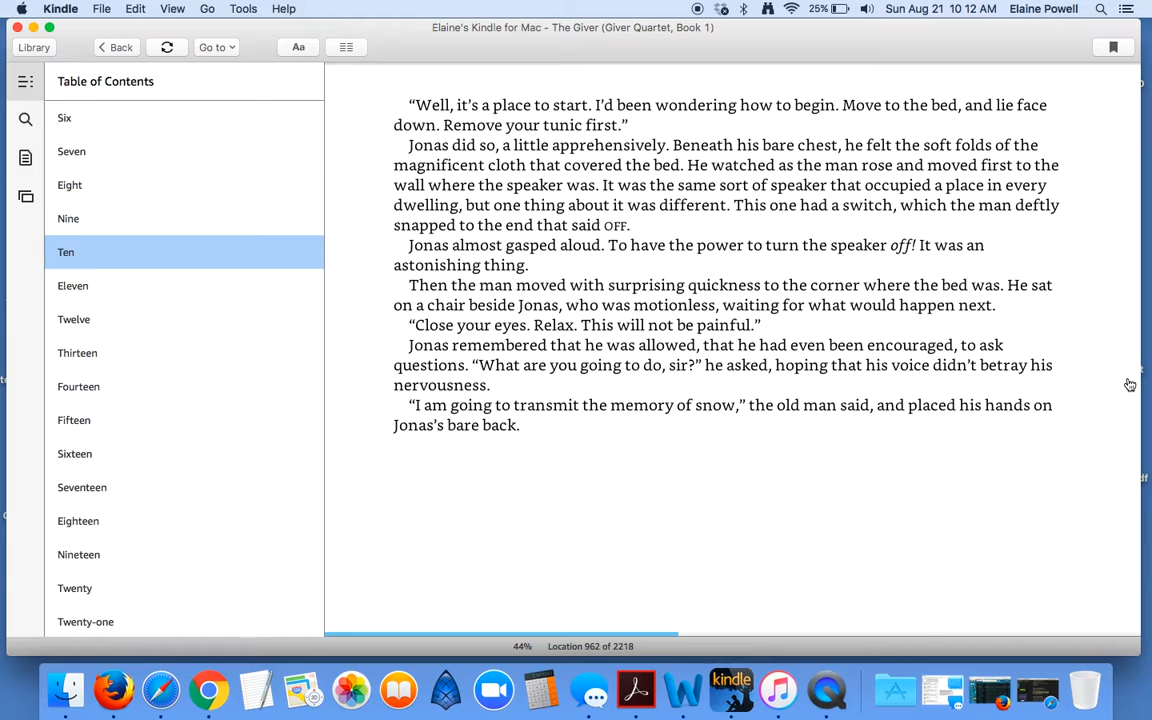 Kindle File Edit View Go Tools Help 25% Sun Aug 21 10:12 AM Elaine Powell
Elaine's Kindle for Mac - The Giver (Giver Quartet, Book 1)
Library Back Go to Aa
Table of Contents
Six
Seven
Eight
Nine
Ten
Eleven
Twelve
Thirteen
Fourteen
Fifteen
Sixteen
Seventeen
Eighteen
Nineteen
Twenty
Twenty-one
“Well, it’s a place to start. I’d been wondering how to begin. Move to the bed, and lie face
down. Remove your tunic first.”
Jonas did so, a little apprehensively. Beneath his bare chest, he felt the soft folds of the
magnificent cloth that covered the bed. He watched as the man rose and moved first to the
wall where the speaker was. It was the same sort of speaker that occupied a place in every
dwelling, but one thing about it was different. This one had a switch, which the man deftly
snapped to the end that said OFF.
Jonas almost gasped aloud. To have the power to turn the speaker off! It was an
astonishing thing.
Then the man moved with surprising quickness to the corner where the bed was. He sat
on a chair beside Jonas, who was motionless, waiting for what would happen next.
“Close your eyes. Relax. This will not be painful.”
Jonas remembered that he was allowed, that he had even been encouraged, to ask
questions. “What are you going to do, sir?” he asked, hoping that his voice didn’t betray his
nervousness.
“I am going to transmit the memory of snow,” the old man said, and placed his hands on
Jonas’s bare back.
44% Location 962 of 2218
kindle